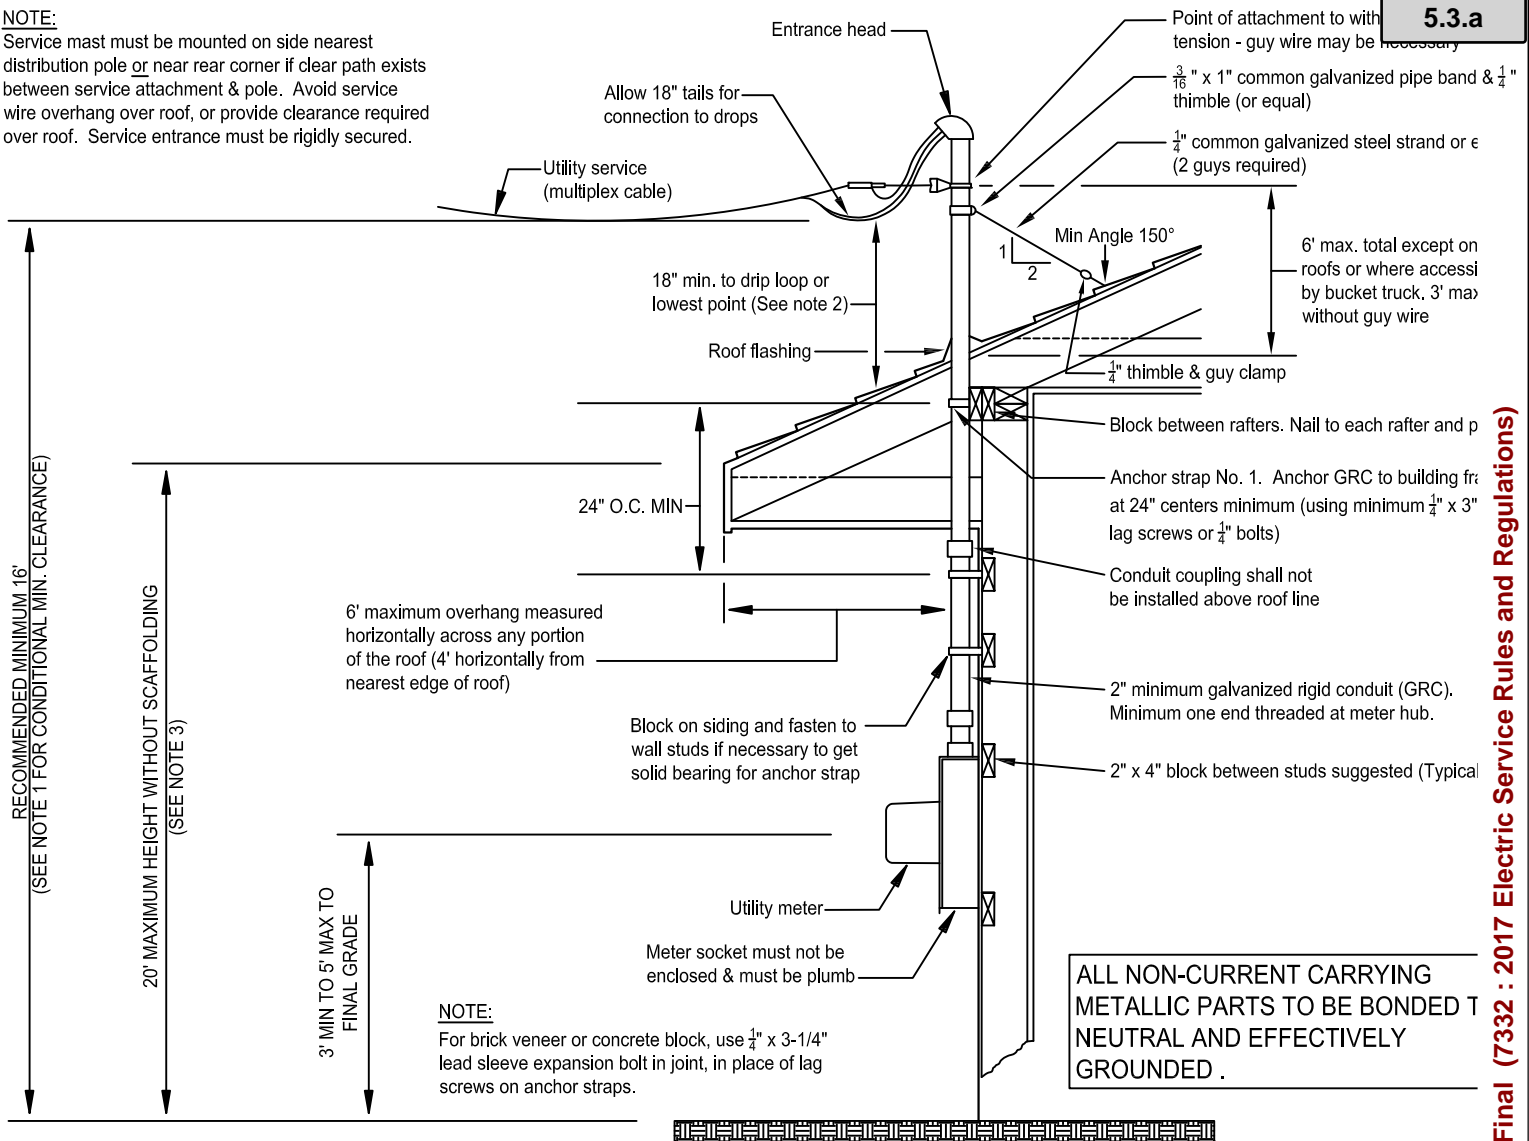 NOTE:
Service mast must be mounted on side nearest
distribution pole or near rear corner if clear path exists
between service attachment & pole. Avoid service
wire overhang over roof, or provide clearance required
over roof. Service entrance must be rigidly secured.
Entrance head
Point of attachment to with
tension - guy wire may be necessary
5.3.a
3/16" x 1" common galvanized pipe band & 1/4"
thimble (or equal)
1/4" common galvanized steel strand or e
(2 guys required)
Allow 18" tails for
connection to drops
Utility service
(multiplex cable)
Min Angle 150°
1
2
6' max. total except on
roofs or where accessi
by bucket truck. 3' max
without guy wire
18" min. to drip loop or
lowest point (See note 2)
Roof flashing
1/4" thimble & guy clamp
Block between rafters. Nail to each rafter and p
Anchor strap No. 1. Anchor GRC to building fra
at 24" centers minimum (using minimum 1/4" x 3"
lag screws or 1/4" bolts)
24" O.C. MIN
Conduit coupling shall not
be installed above roof line
6' maximum overhang measured
horizontally across any portion
of the roof (4' horizontally from
nearest edge of roof)
2" minimum galvanized rigid conduit (GRC).
Minimum one end threaded at meter hub.
Block on siding and fasten to
wall studs if necessary to get
solid bearing for anchor strap
2" x 4" block between studs suggested (Typical
RECOMMENDED MINIMUM 16'
(SEE NOTE 1 FOR CONDITIONAL MIN. CLEARANCE)
20' MAXIMUM HEIGHT WITHOUT SCAFFOLDING
(SEE NOTE 3)
3' MIN TO 5' MAX TO
FINAL GRADE
Utility meter
Meter socket must not be
enclosed & must be plumb
NOTE:
For brick veneer or concrete block, use 1/4" x 3-1/4"
lead sleeve expansion bolt in joint, in place of lag
screws on anchor straps.
ALL NON-CURRENT CARRYING
METALLIC PARTS TO BE BONDED T
NEUTRAL AND EFFECTIVELY
GROUNDED .
Final (7332 : 2017 Electric Service Rules and Regulations)